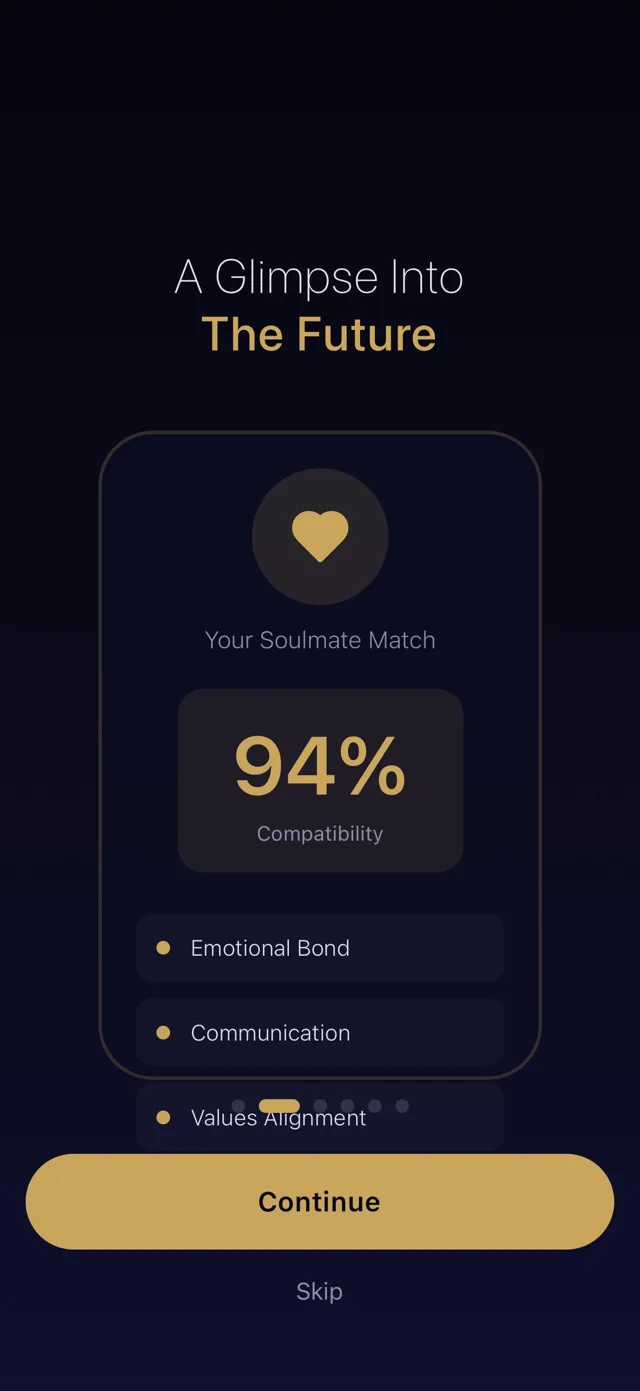 A Glimpse Into
The Future
Your Soulmate Match
94%
Compatibility
Emotional Bond
Communication
Values Alignment
Continue
Skip